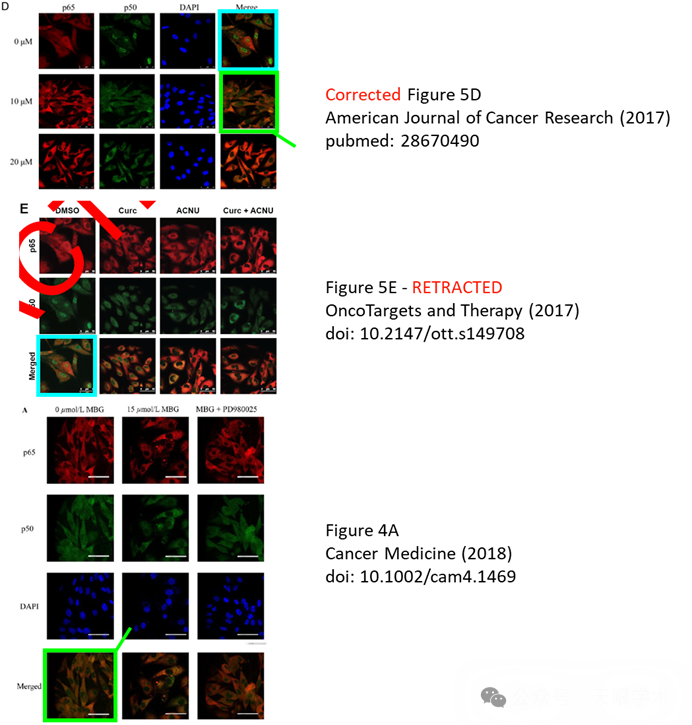 D
p65 p50 DAPI Merge
0 μM
10 μM
20 μM
Corrected Figure 5D
American Journal of Cancer Research (2017)
pubmed: 28670490
E
DMSO Curc ACNU Curc + ACNU
p65
50
Merged
Figure 5E - RETRACTED
OncoTargets and Therapy (2017)
doi: 10.2147/ott.s149708
A
0 μmol/L MBG 15 μmol/L MBG MBG + PD980025
p65
p50
DAPI
Merged
Figure 4A
Cancer Medicine (2018)
doi: 10.1002/cam4.1469